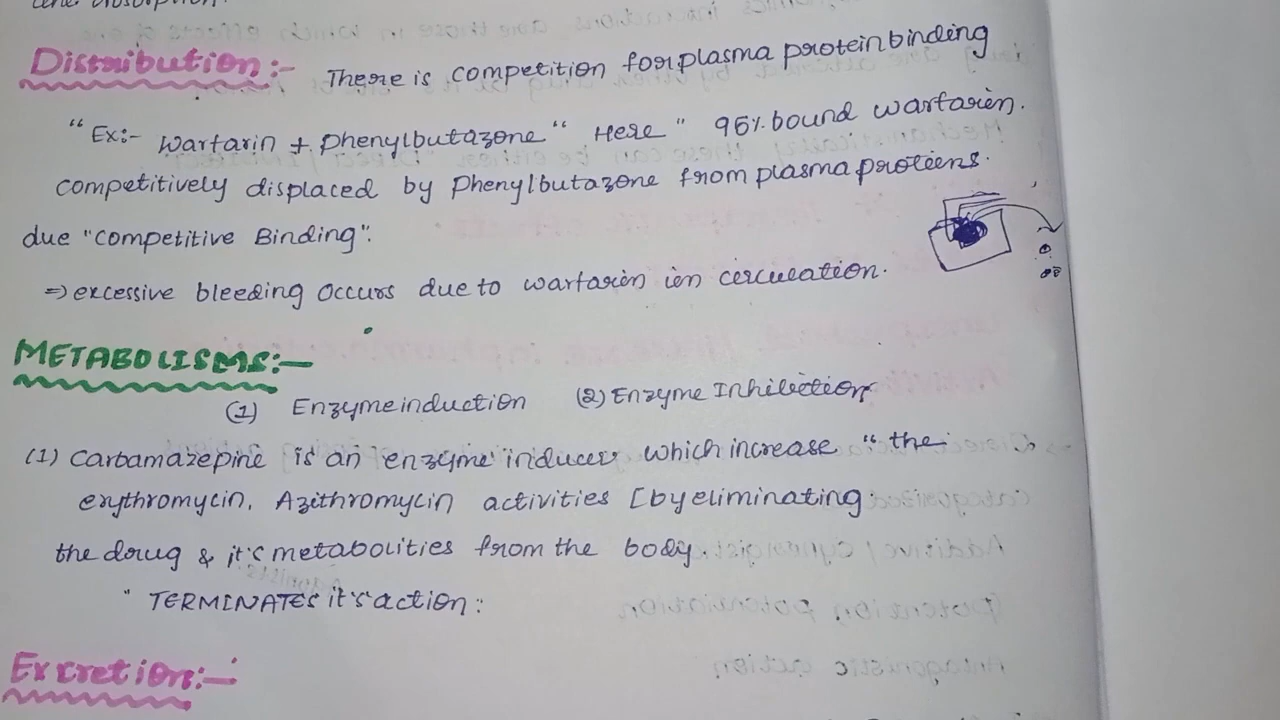 Distribution:- There is competition for plasma protein binding
"Ex:- Warfarin + Phenylbutazone" Here " 96% bound warfarin.
competitively displaced by Phenylbutazone from plasma proteins.
due "competitive Binding".
⇒ excessive bleeding occurs due to warfarin in circulation.
METABOLISMS:-
(1) Enzyme induction (2) Enzyme Inhibition
(1) Carbamazepine is an enzyme inducer which increase "the
erythromycin, Azithromycin activities [by eliminating
the drug & it's metabolities from the body.
" TERMINATES it's action:
Excretion:-